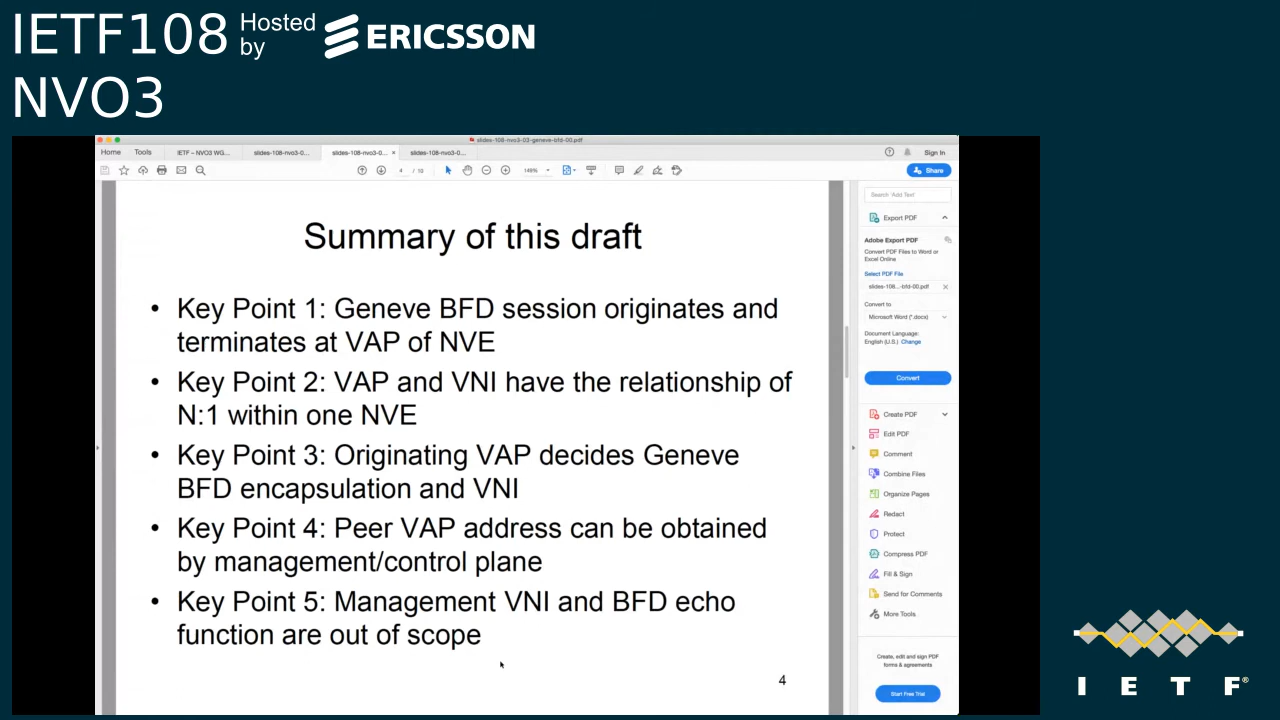 IETF108 Hosted by ERICSSON
NVO3
slides-108-nvo3-03-geneve-bfd-00.pdf
Home Tools IETF – NVO3 WG... slides-108-nvo3-0... slides-108-nvo3-0... × slides-108-nvo3-0... Sign In
4 / 10 149% Share
Summary of this draft
• Key Point 1: Geneve BFD session originates and
terminates at VAP of NVE
• Key Point 2: VAP and VNI have the relationship of
N:1 within one NVE
• Key Point 3: Originating VAP decides Geneve
BFD encapsulation and VNI
• Key Point 4: Peer VAP address can be obtained
by management/control plane
• Key Point 5: Management VNI and BFD echo
function are out of scope
4
Search 'Add Text'
Export PDF
Adobe Export PDF
Convert PDF Files to Word or
Excel Online
Select PDF File
slides-108...-bfd-00.pdf ×
Convert to
Microsoft Word (*.docx)
Document Language:
English (U.S.) Change
Convert
Create PDF
Edit PDF
Comment
Combine Files
Organize Pages
Redact
Protect
Compress PDF
Fill & Sign
Send for Comments
More Tools
Create, edit and sign PDF
forms & agreements
Start Free Trial
I E T F®